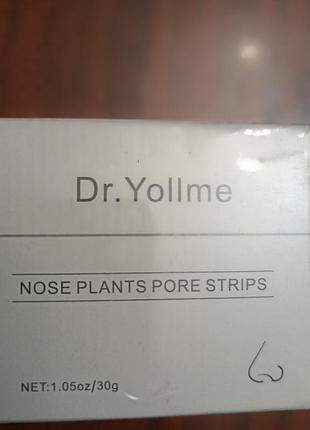 Dr.Yollme
NOSE PLANTS PORE STRIPS
NET:1.05oz/30g